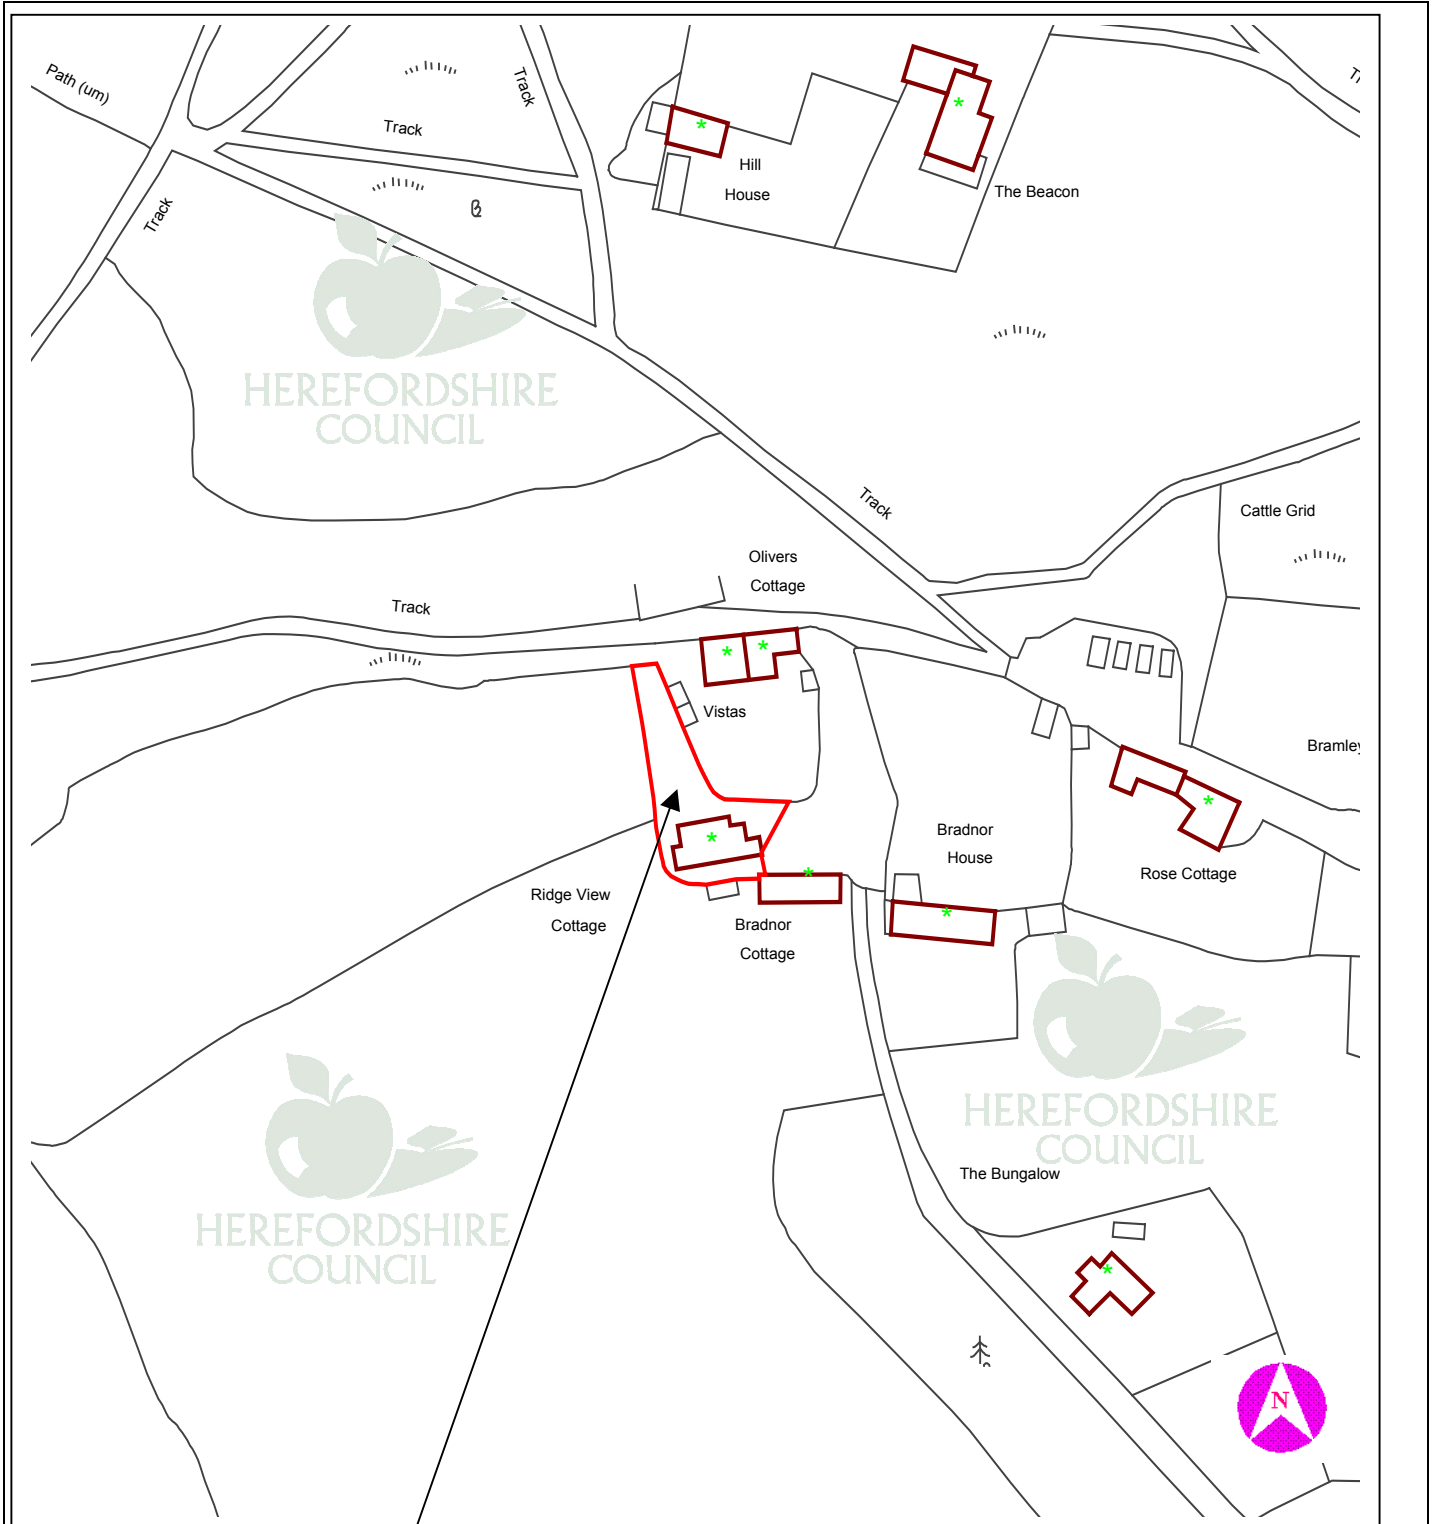 Path (um)
Track
Track
Track
Hill
House
The Beacon
Track
HEREFORDSHIRE
COUNCIL
Track
Cattle Grid
Olivers
Cottage
Track
Vistas
Bramley
Bradnor
House
Rose Cottage
Ridge View
Cottage
Bradnor
Cottage
HEREFORDSHIRE
COUNCIL
The Bungalow
HEREFORDSHIRE
COUNCIL
N